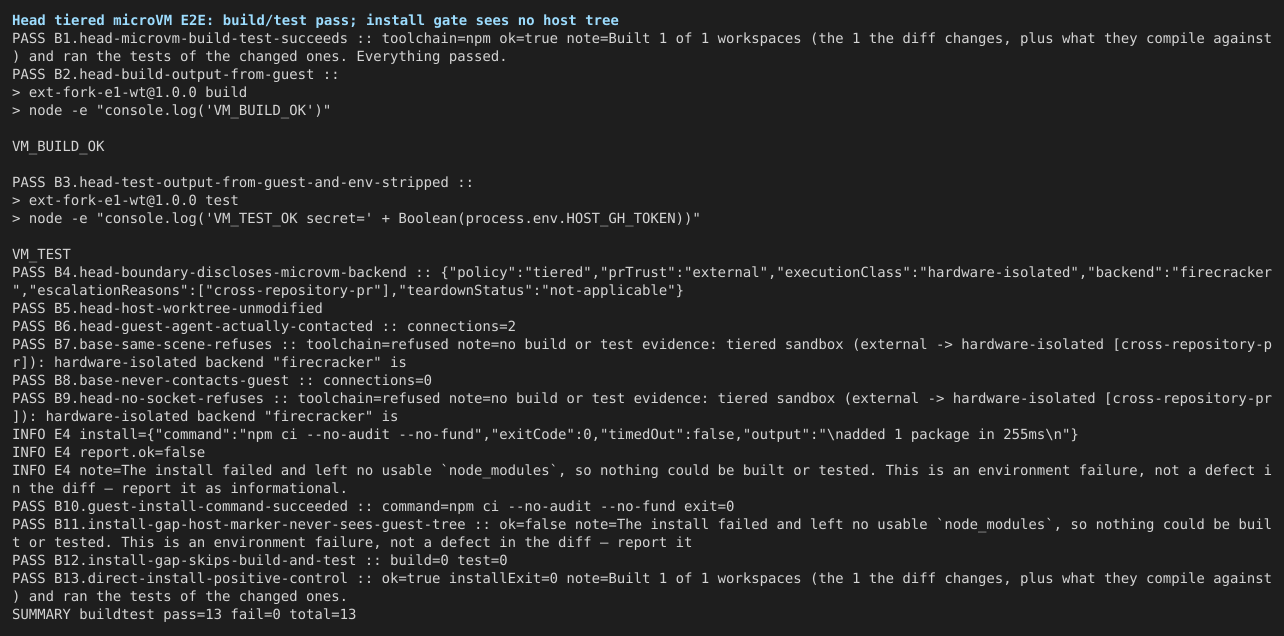 Head tiered microVM E2E: build/test pass; install gate sees no host tree
PASS B1.head-microvm-build-test-succeeds :: toolchain=npm ok=true note=Built 1 of 1 workspaces (the 1 the diff changes, plus what they compile against
) and ran the tests of the changed ones. Everything passed.
PASS B2.head-build-output-from-guest ::
> ext-fork-e1-wt@1.0.0 build
> node -e "console.log('VM_BUILD_OK')"
VM_BUILD_OK
PASS B3.head-test-output-from-guest-and-env-stripped ::
> ext-fork-e1-wt@1.0.0 test
> node -e "console.log('VM_TEST_OK secret=' + Boolean(process.env.HOST_GH_TOKEN))"
VM_TEST
PASS B4.head-boundary-discloses-microvm-backend :: {"policy":"tiered","prTrust":"external","executionClass":"hardware-isolated","backend":"firecracker
","escalationReasons":["cross-repository-pr"],"teardownStatus":"not-applicable"}
PASS B5.head-host-worktree-unmodified
PASS B6.head-guest-agent-actually-contacted :: connections=2
PASS B7.base-same-scene-refuses :: toolchain=refused note=no build or test evidence: tiered sandbox (external -> hardware-isolated [cross-repository-p
r]): hardware-isolated backend "firecracker" is
PASS B8.base-never-contacts-guest :: connections=0
PASS B9.head-no-socket-refuses :: toolchain=refused note=no build or test evidence: tiered sandbox (external -> hardware-isolated [cross-repository-pr
]): hardware-isolated backend "firecracker" is
INFO E4 install={"command":"npm ci --no-audit --no-fund","exitCode":0,"timedOut":false,"output":"\nadded 1 package in 255ms\n"}
INFO E4 report.ok=false
INFO E4 note=The install failed and left no usable `node_modules`, so nothing could be built or tested. This is an environment failure, not a defect i
n the diff — report it as informational.
PASS B10.guest-install-command-succeeded :: command=npm ci --no-audit --no-fund exit=0
PASS B11.install-gap-host-marker-never-sees-guest-tree :: ok=false note=The install failed and left no usable `node_modules`, so nothing could be buil
t or tested. This is an environment failure, not a defect in the diff — report it
PASS B12.install-gap-skips-build-and-test :: build=0 test=0
PASS B13.direct-install-positive-control :: ok=true installExit=0 note=Built 1 of 1 workspaces (the 1 the diff changes, plus what they compile against
) and ran the tests of the changed ones.
SUMMARY buildtest pass=13 fail=0 total=13